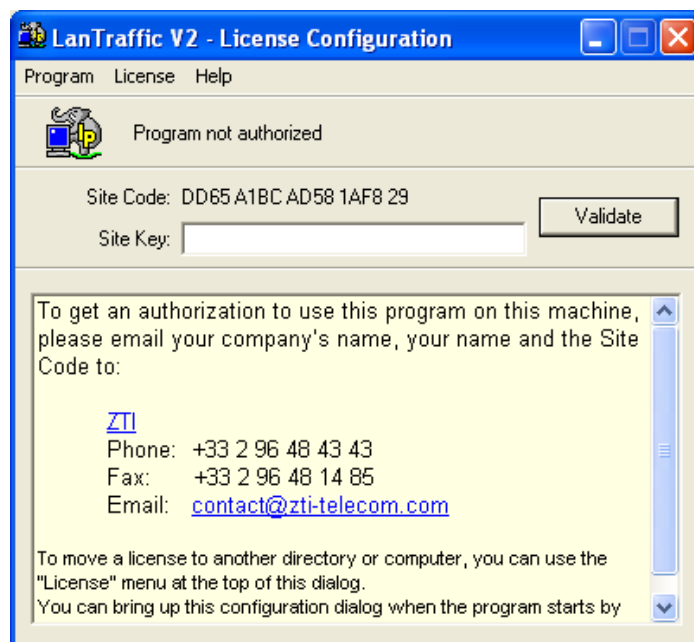 LanTraffic V2 - License Configuration
Program License Help
Program not authorized
Site Code: DD65 A1BC AD58 1AF8 29
Validate
Site Key:
To get an authorization to use this program on this machine,
please email your company's name, your name and the Site
Code to:
ZTI
Phone: +33 2 96 48 43 43
Fax: +33 2 96 48 14 85
Email: contact@zti-telecom.com
To move a license to another directory or computer, you can use the
"License" menu at the top of this dialog.
You can bring up this configuration dialog when the program starts by